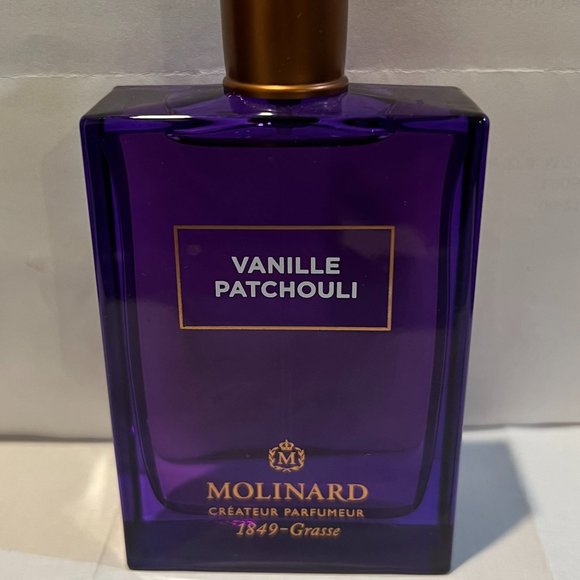 VANILLE
PATCHOULI
M
MOLINARD
CRÉATEUR PARFUMEUR
1849-Grasse